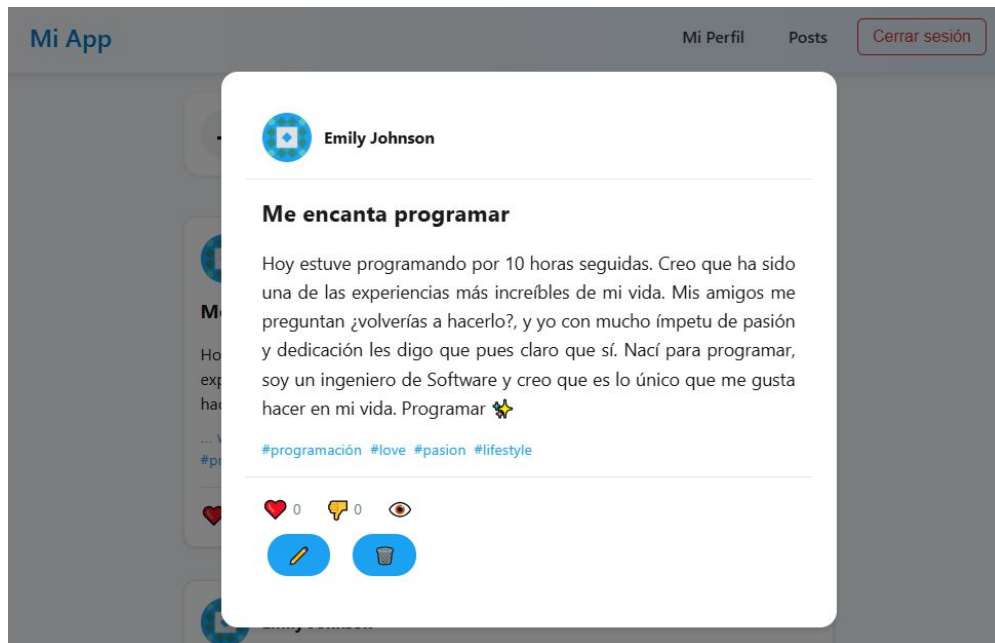 Mi App
Mi Perfil
Posts
Cerrar sesión
Emily Johnson
Me encanta programar
Hoy estuve programando por 10 horas seguidas. Creo que ha sido
una de las experiencias más increíbles de mi vida. Mis amigos me
preguntan ¿volverías a hacerlo?, y yo con mucho ímpetu de pasión
y dedicación les digo que pues claro que sí. Nací para programar,
soy un ingeniero de Software y creo que es lo único que me gusta
hacer en mi vida. Programar ✨
#programación #love #pasion #lifestyle
❤️ 0 👎 0 👁️